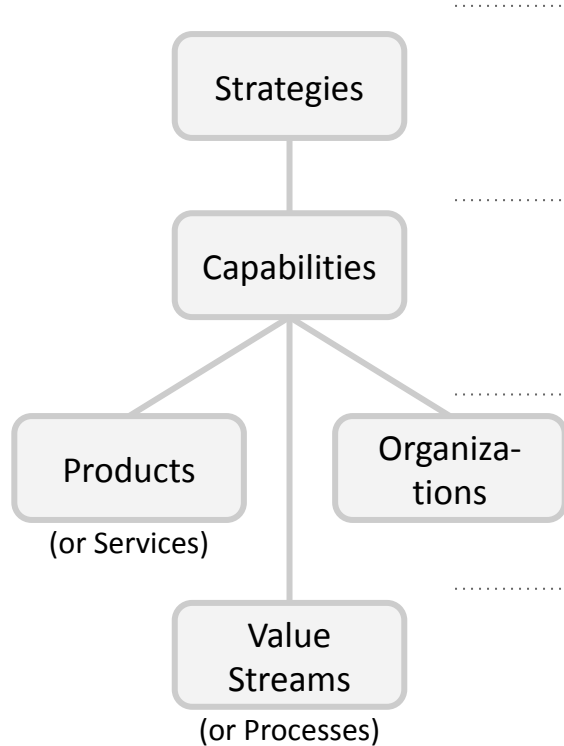 Strategies
Capabilities
Products
(or Services)
Organiza-
tions
Value
Streams
(or Processes)